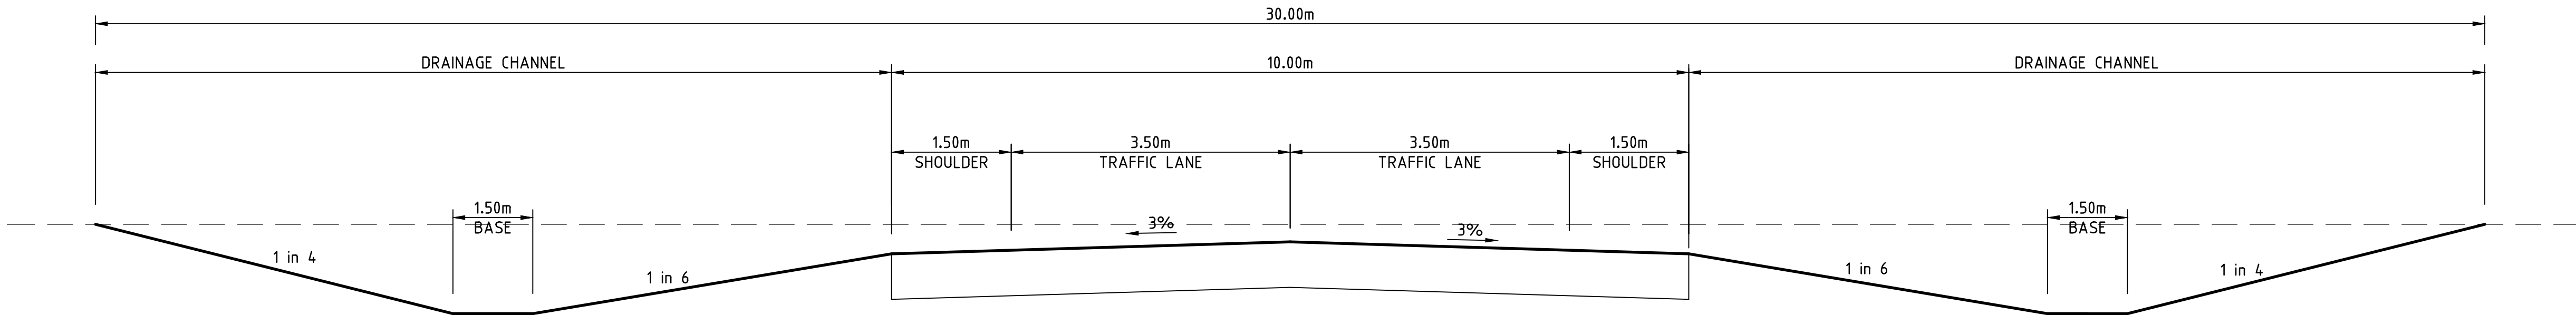 30.00m
DRAINAGE CHANNEL
10.00m
DRAINAGE CHANNEL
1.50m
SHOULDER
3.50m
TRAFFIC LANE
3.50m
TRAFFIC LANE
1.50m
SHOULDER
1.50m
BASE
3%
3%
1.50m
BASE
1 in 4
1 in 6
1 in 6
1 in 4